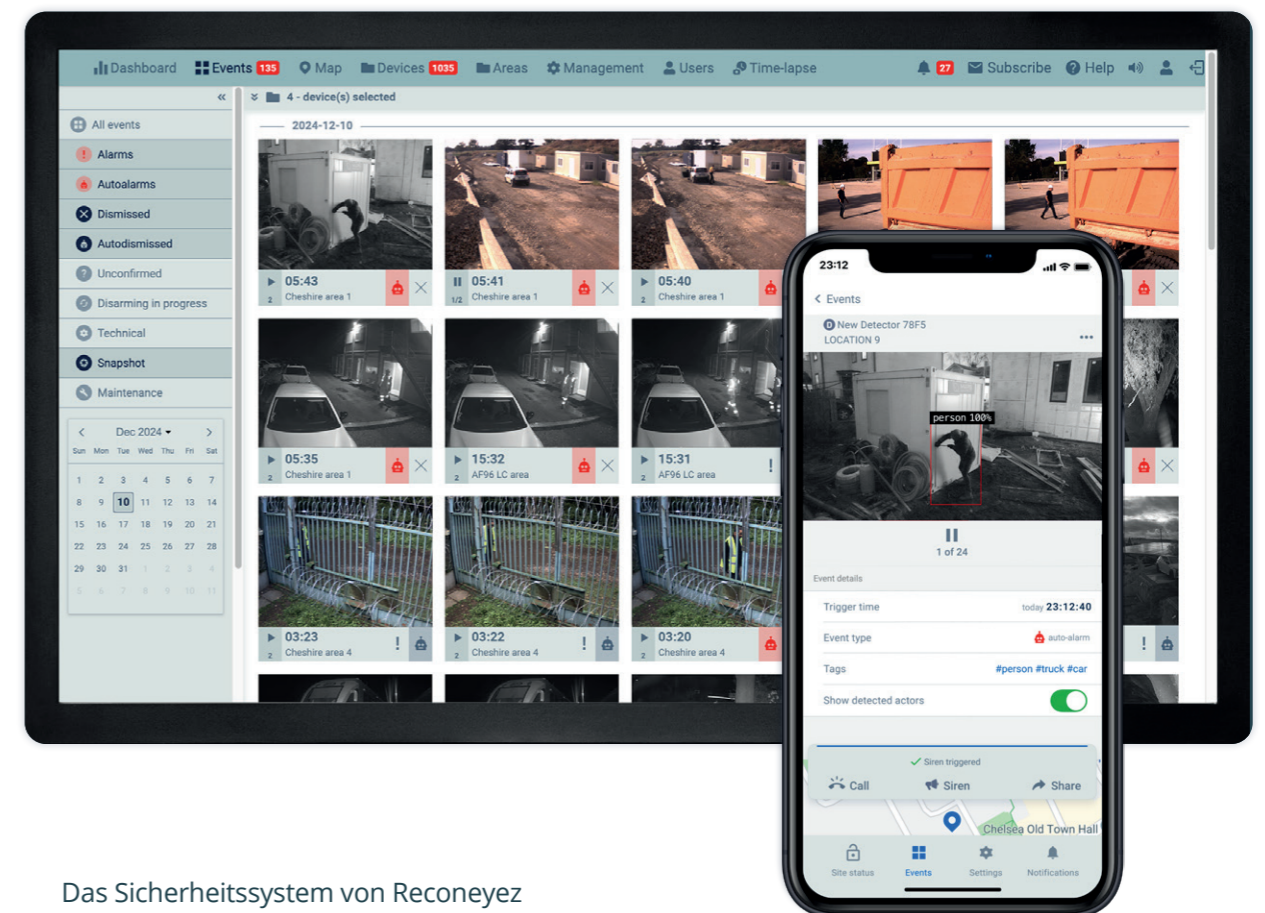 Dashboard Events 135 Map Devices 1035 Areas Management Users Time-lapse 27 Subscribe Help
« 4 - device(s) selected
All events
Alarms
Autoalarms
Dismissed
Autodismissed
Unconfirmed
Disarming in progress
Technical
Snapshot
Maintenance
< Dec 2024 >
Sun Mon Tue Wed Thu Fri Sat
1 2 3 4 5 6 7
8 9 10 11 12 13 14
15 16 17 18 19 20 21
22 23 24 25 26 27 28
29 30 31 1 2 3 4
5 6 7 8 9 10 11
2024-12-10
05:43
2 Cheshire area 1
05:41
1/2 Cheshire area 1
05:40
2 Cheshire area 1
05:35
2 Cheshire area 1
15:32
2 AF96 LC area
15:31
2 AF96 LC area
!
03:23
2 Cheshire area 4
!
03:22
2 Cheshire area 4
!
03:20
2 Cheshire area 4
!
23:12
< Events
D New Detector 78F5
LOCATION 9
person 100%
1 of 24
Event details
Trigger time today 23:12:40
Event type auto-alarm
Tags #person #truck #car
Show detected actors
Siren triggered
Call Siren Share
Chelsea Old Town Hall
Site status Events Settings Notifications
Das Sicherheitssystem von Reconeyez